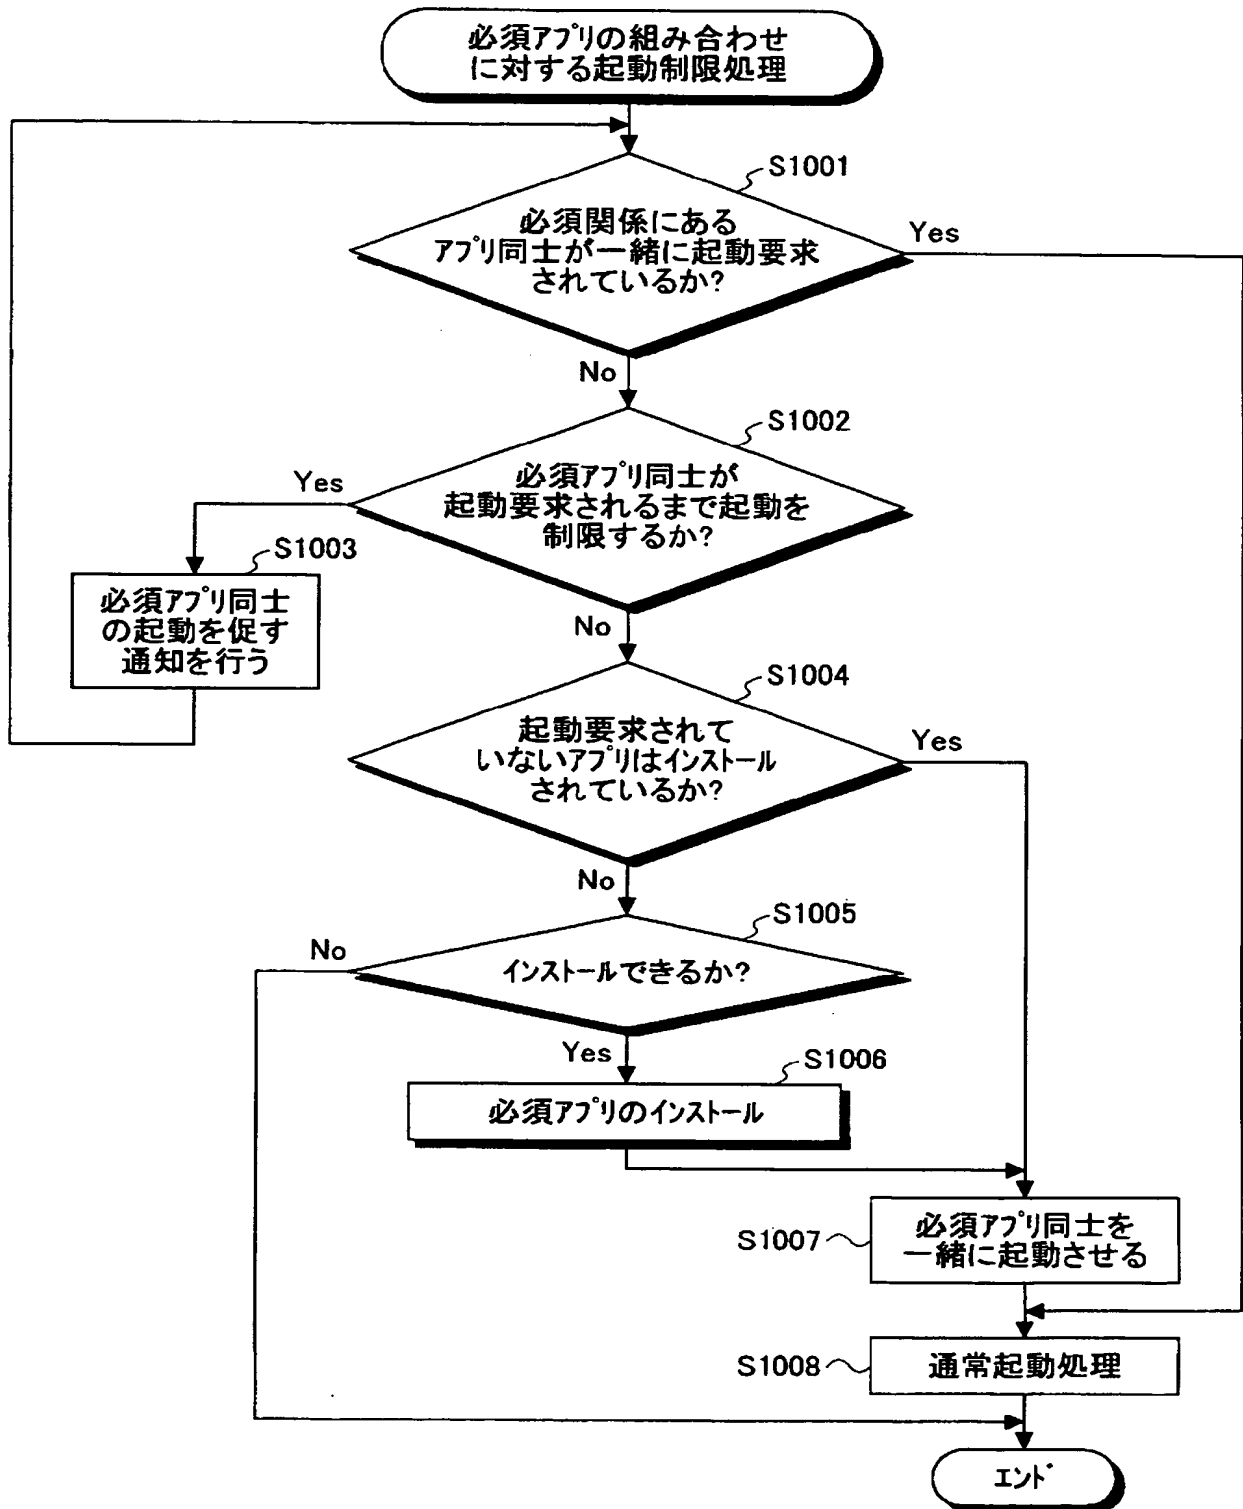 必須アプリの組み合わせ
に対する起動制限処理
S1001
必須関係にある
アプリ同士が一緒に起動要求
されているか?
Yes
No
S1002
必須アプリ同士が
起動要求されるまで起動を
制限するか?
Yes
No
S1003
必須アプリ同士
の起動を促す
通知を行う
S1004
起動要求されて
いないアプリはインストール
されているか?
Yes
No
S1005
インストールできるか?
No
Yes
S1006
必須アプリのインストール
S1007
必須アプリ同士を
一緒に起動させる
S1008
通常起動処理
エンド